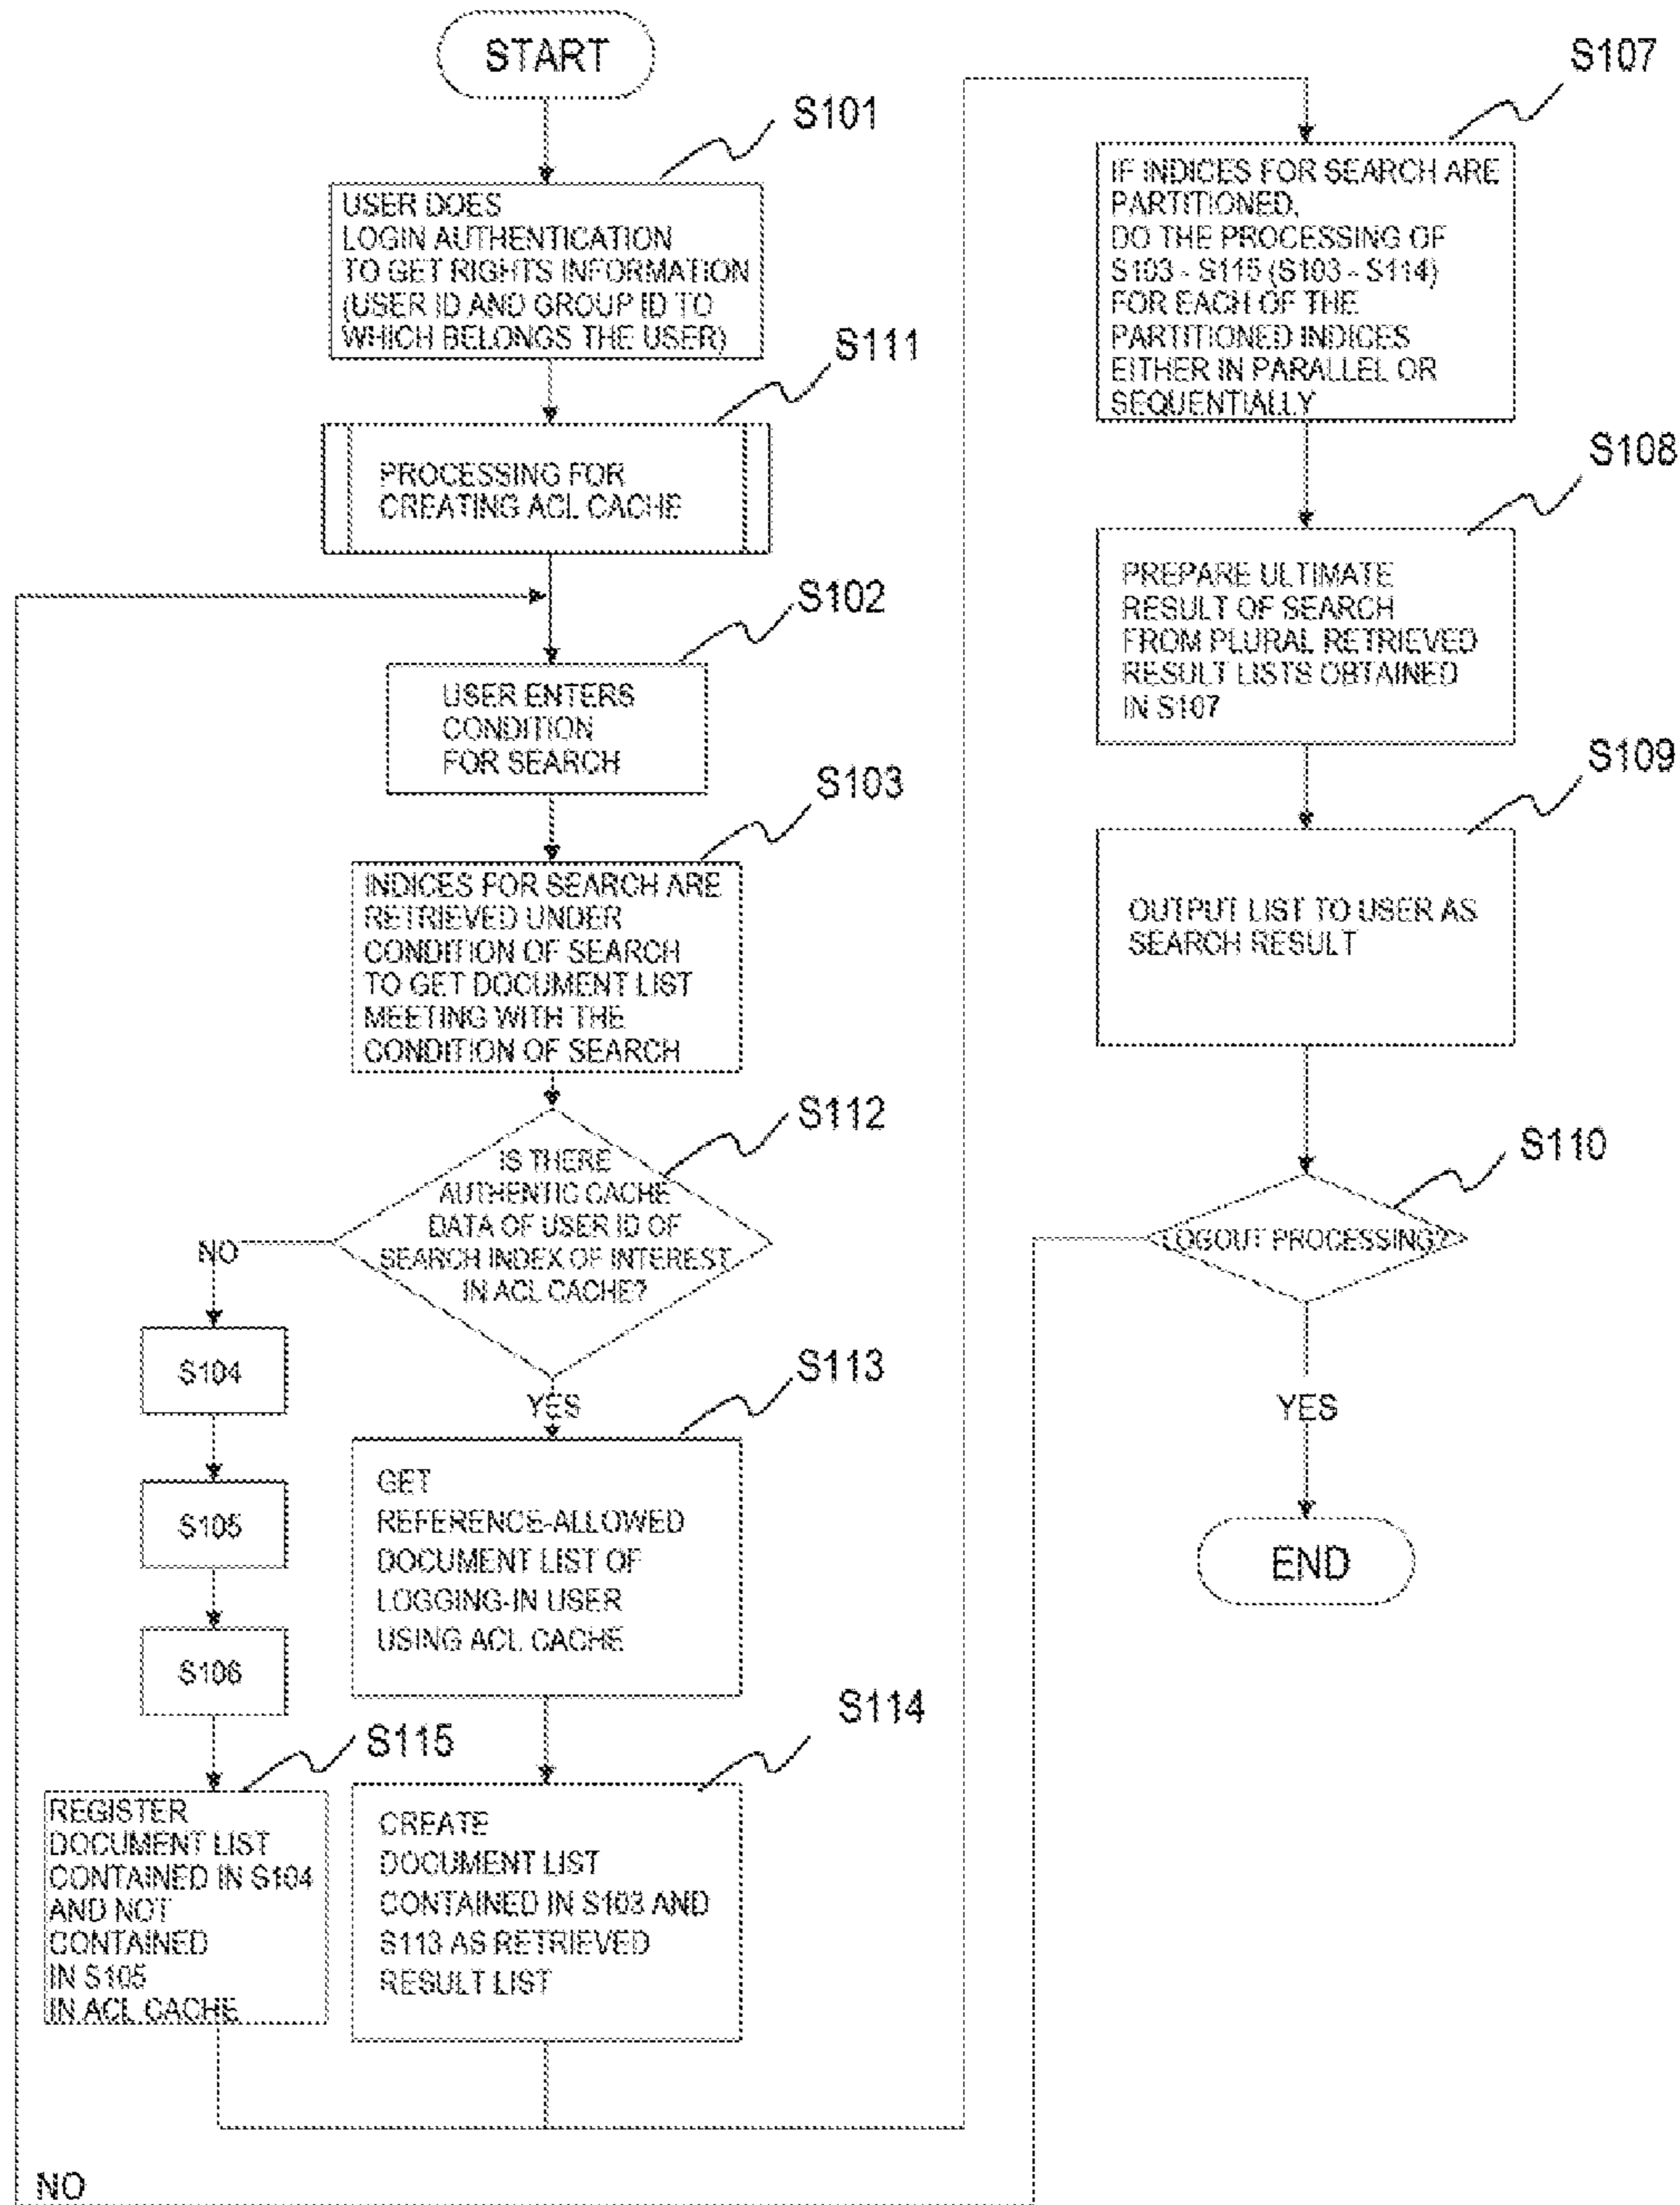 START
S101
USER DOES
LOGIN AUTHENTICATION
TO GET RIGHTS INFORMATION
(USER ID AND GROUP ID TO
WHICH BELONGS THE USER)
S111
PROCESSING FOR
CREATING ACL CACHE
S102
USER ENTERS
CONDITION
FOR SEARCH
S103
INDICES FOR SEARCH ARE
RETRIEVED UNDER
CONDITION OF SEARCH
TO GET DOCUMENT LIST
MEETING WITH THE
CONDITION OF SEARCH
S112
IS THERE
AUTHENTIC CACHE
DATA OF USER ID OF
SEARCH INDEX OF INTEREST
IN ACL CACHE?
NO
S104
S105
S106
S115
REGISTER
DOCUMENT LIST
CONTAINED IN S104
AND NOT
CONTAINED
IN S105
IN ACL CACHE
YES
S113
GET
REFERENCE-ALLOWED
DOCUMENT LIST OF
LOGGING-IN USER
USING ACL CACHE
S114
CREATE
DOCUMENT LIST
CONTAINED IN S103 AND
S113 AS RETRIEVED
RESULT LIST
S107
IF INDICES FOR SEARCH ARE
PARTITIONED,
DO THE PROCESSING OF
S103 - S115 (S103 - S114)
FOR EACH OF THE
PARTITIONED INDICES
EITHER IN PARALLEL OR
SEQUENTIALLY
S108
PREPARE ULTIMATE
RESULT OF SEARCH
FROM PLURAL RETRIEVED
RESULT LISTS OBTAINED
IN S107
S109
OUTPUT LIST TO USER AS
SEARCH RESULT
S110
LOGOUT PROCESSING?
YES
END
NO